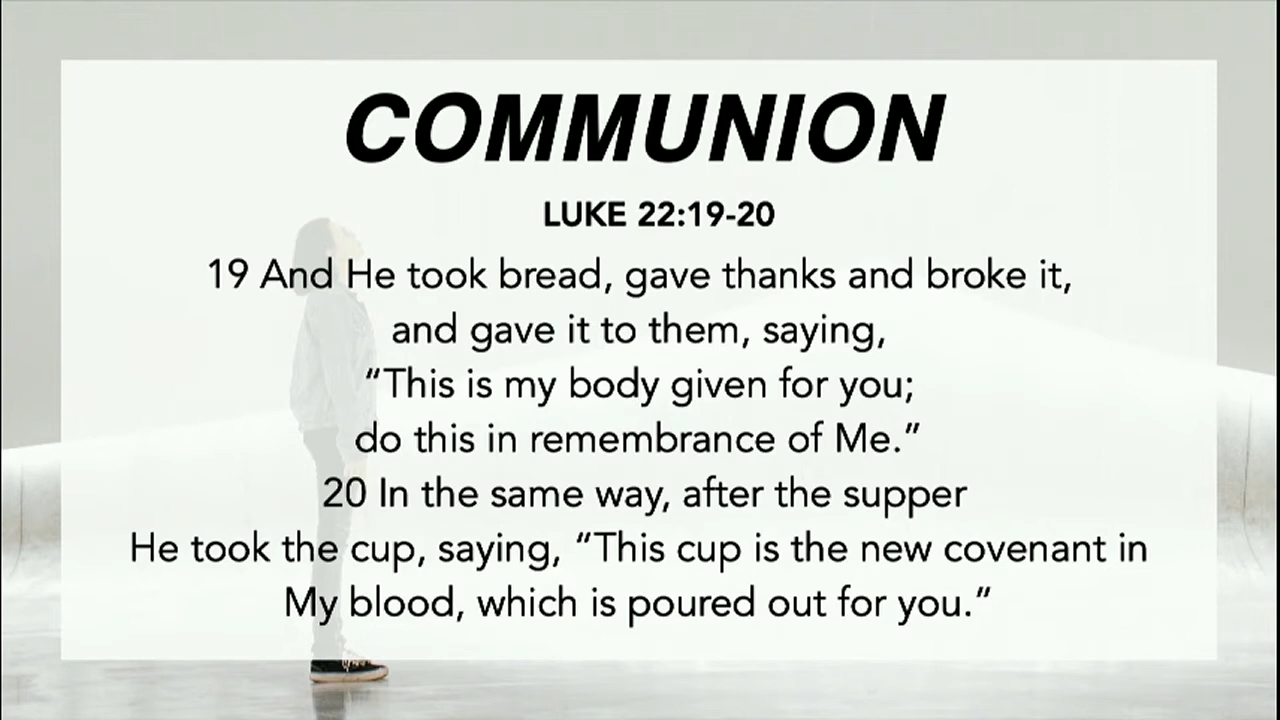 COMMUNION
LUKE 22:19-20
19 And He took bread, gave thanks and broke it,
and gave it to them, saying,
“This is my body given for you;
do this in remembrance of Me.”
20 In the same way, after the supper
He took the cup, saying, “This cup is the new covenant in
My blood, which is poured out for you.”